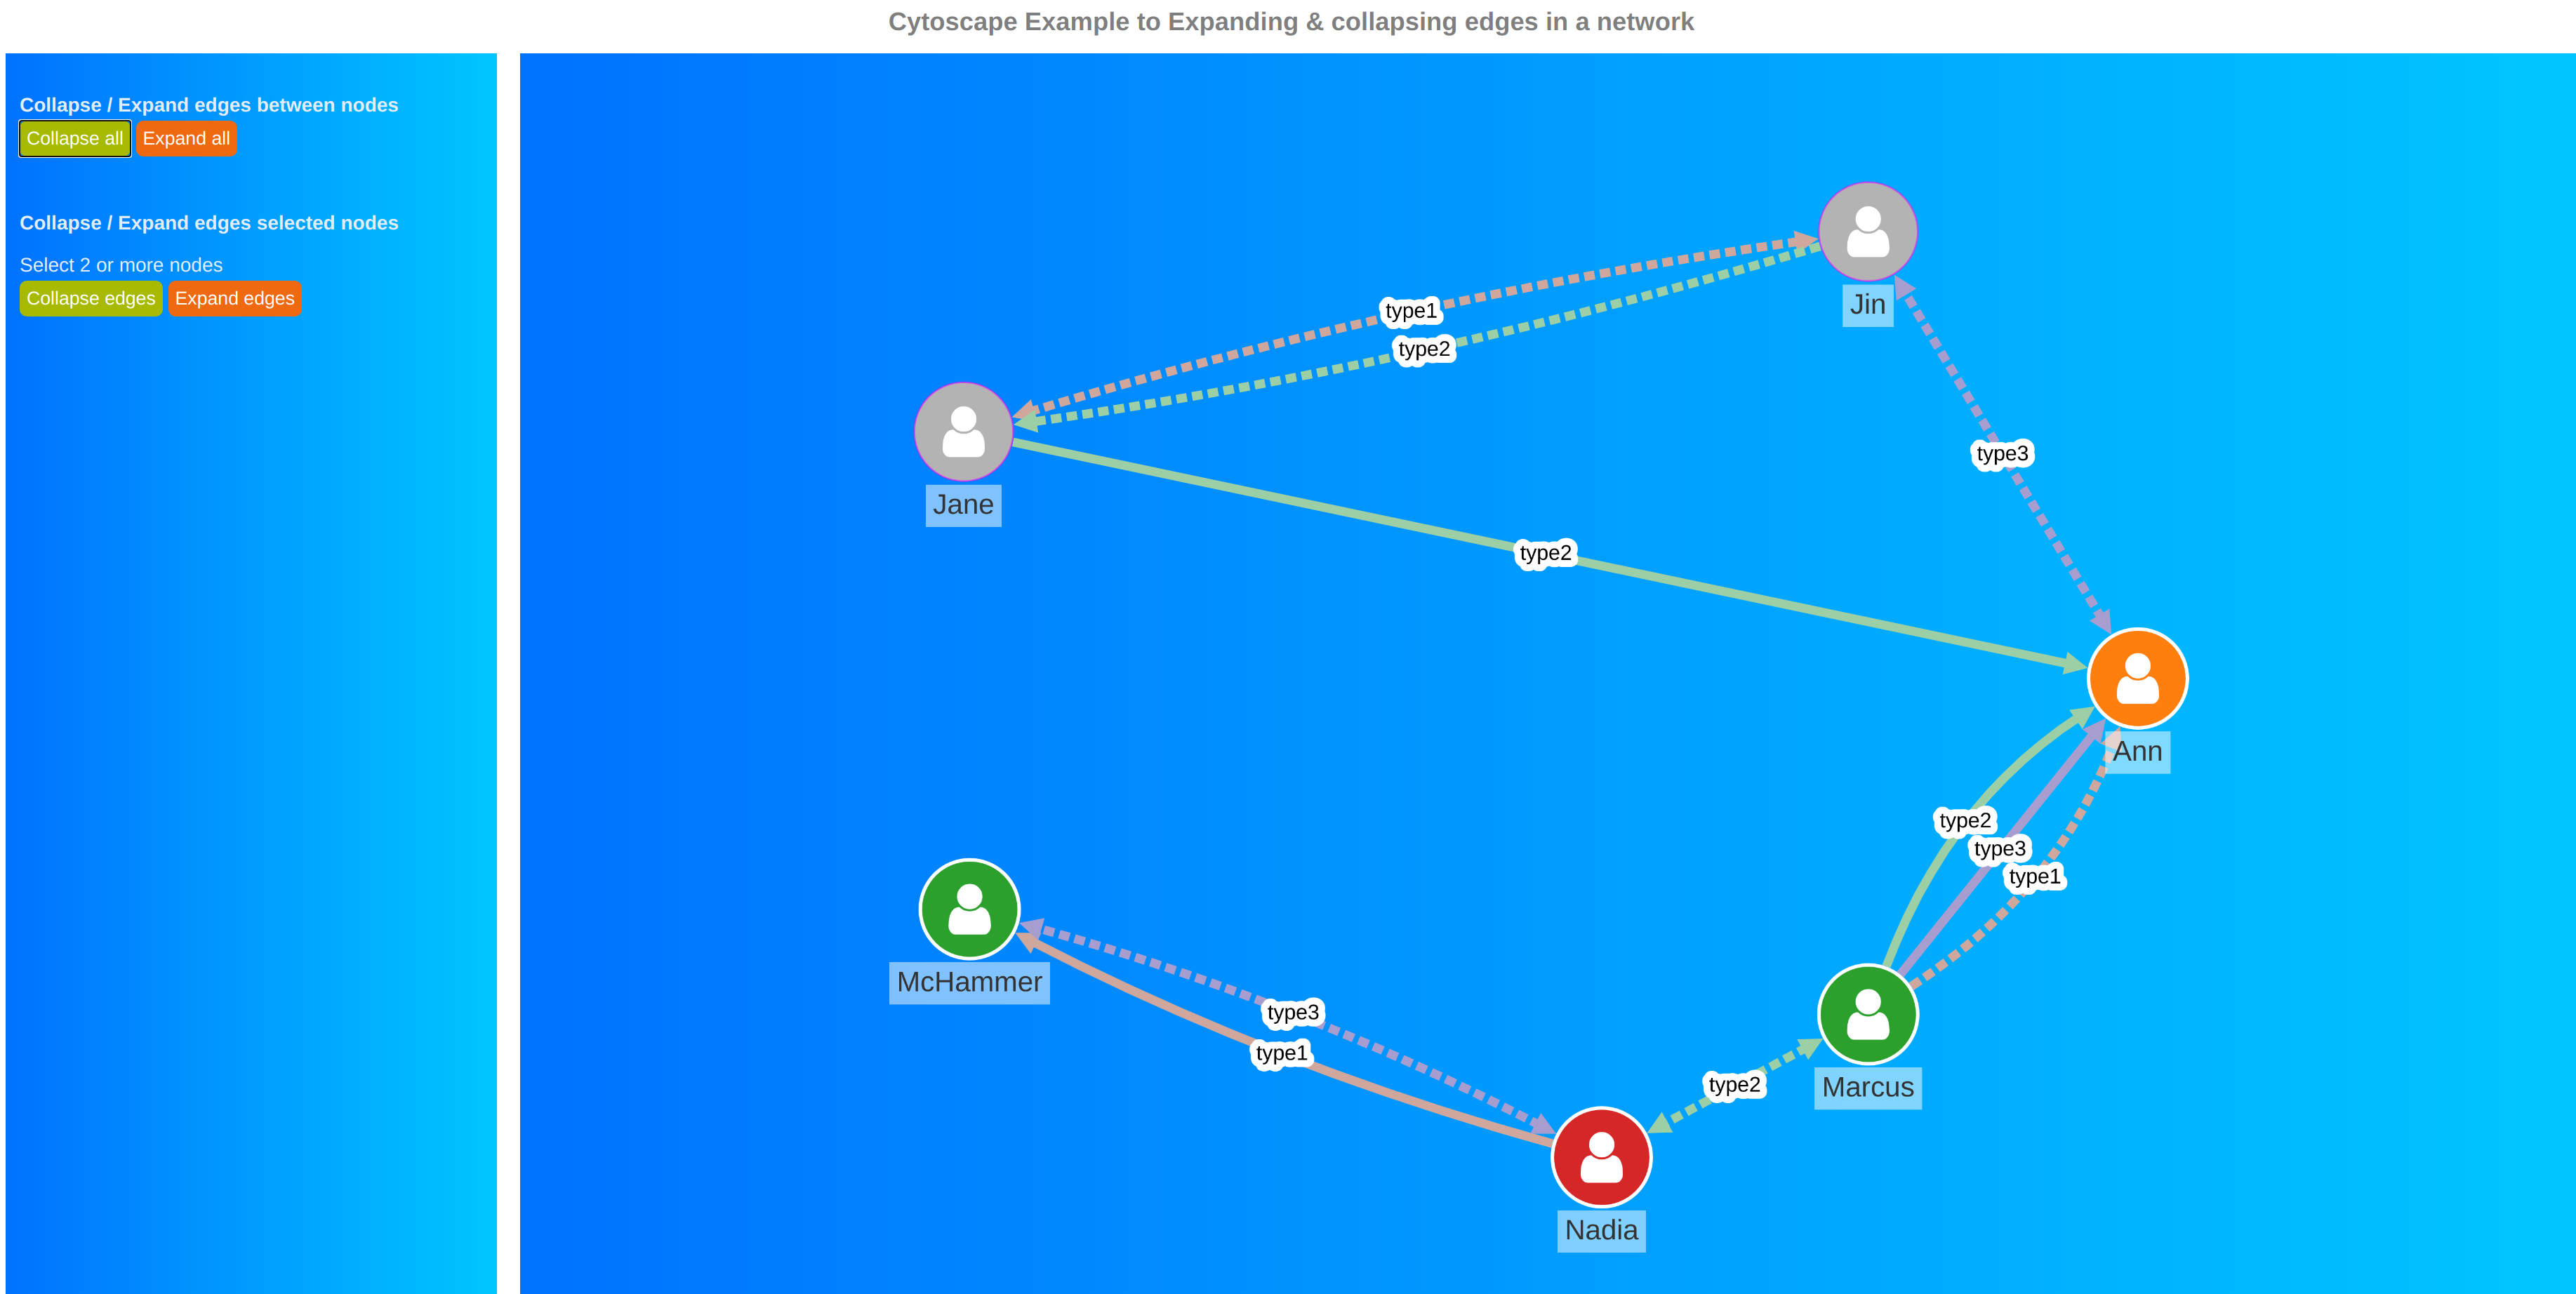 Cytoscape Example to Expanding & collapsing edges in a network
Collapse / Expand edges between nodes
Collapse all Expand all
Collapse / Expand edges selected nodes
Select 2 or more nodes
Collapse edges Expand edges
Jin
type1
type2
type3
Jane
type2
Ann
type2
type3
type1
McHammer
type3
type1
type2
Marcus
Nadia